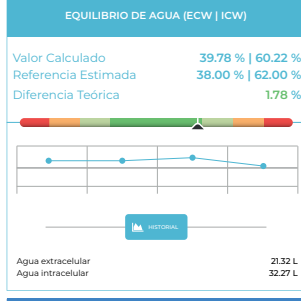 EQUILIBRIO DE AGUA (ECW | ICW)
Valor Calculado 39.78 % | 60.22 %
Referencia Estimada 38.00 % | 62.00 %
Diferencia Teórica 1.78 %
HISTORIAL
Agua extracelular 21.32 L
Agua intracelular 32.27 L